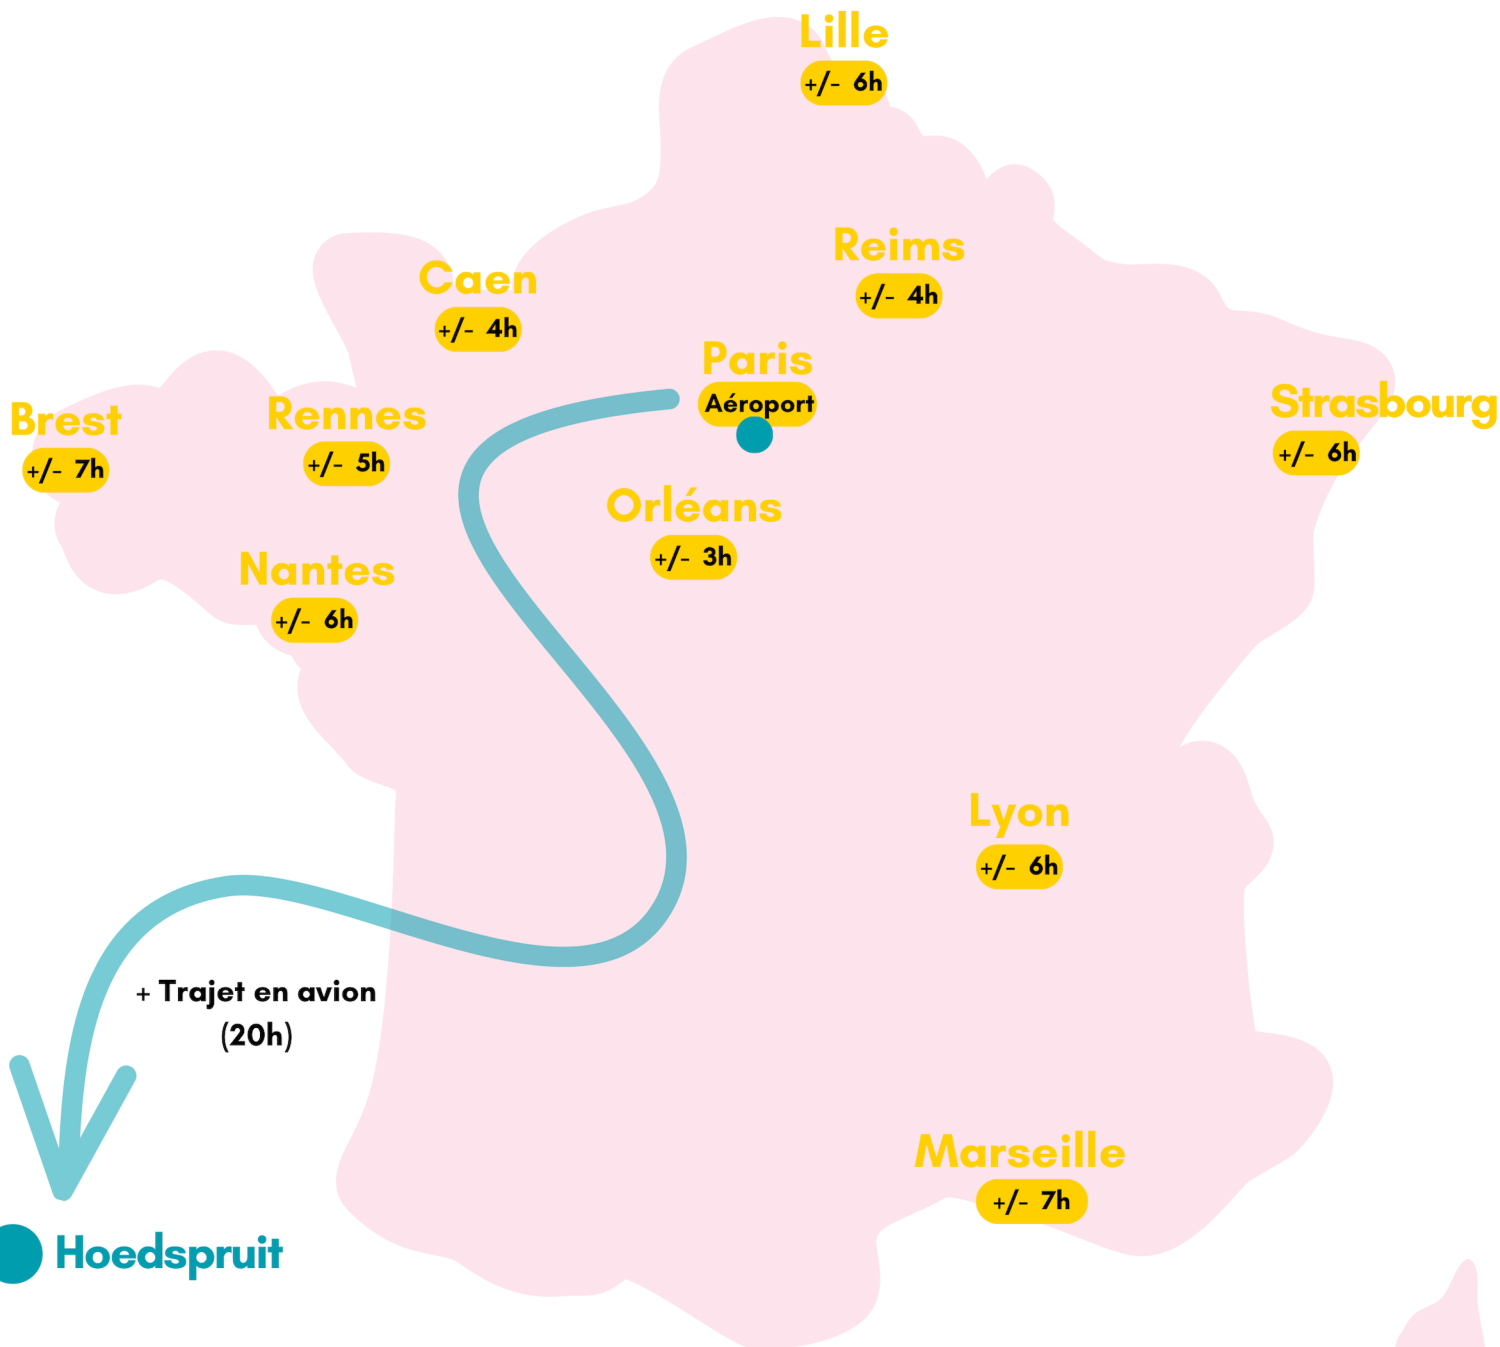 Lille
+/- 6h
Reims
+/- 4h
Caen
+/- 4h
Paris
Aéroport
Strasbourg
+/- 6h
Brest
+/- 7h
Rennes
+/- 5h
Orléans
+/- 3h
Nantes
+/- 6h
Lyon
+/- 6h
+ Trajet en avion
(20h)
Marseille
+/- 7h
Hoedspruit